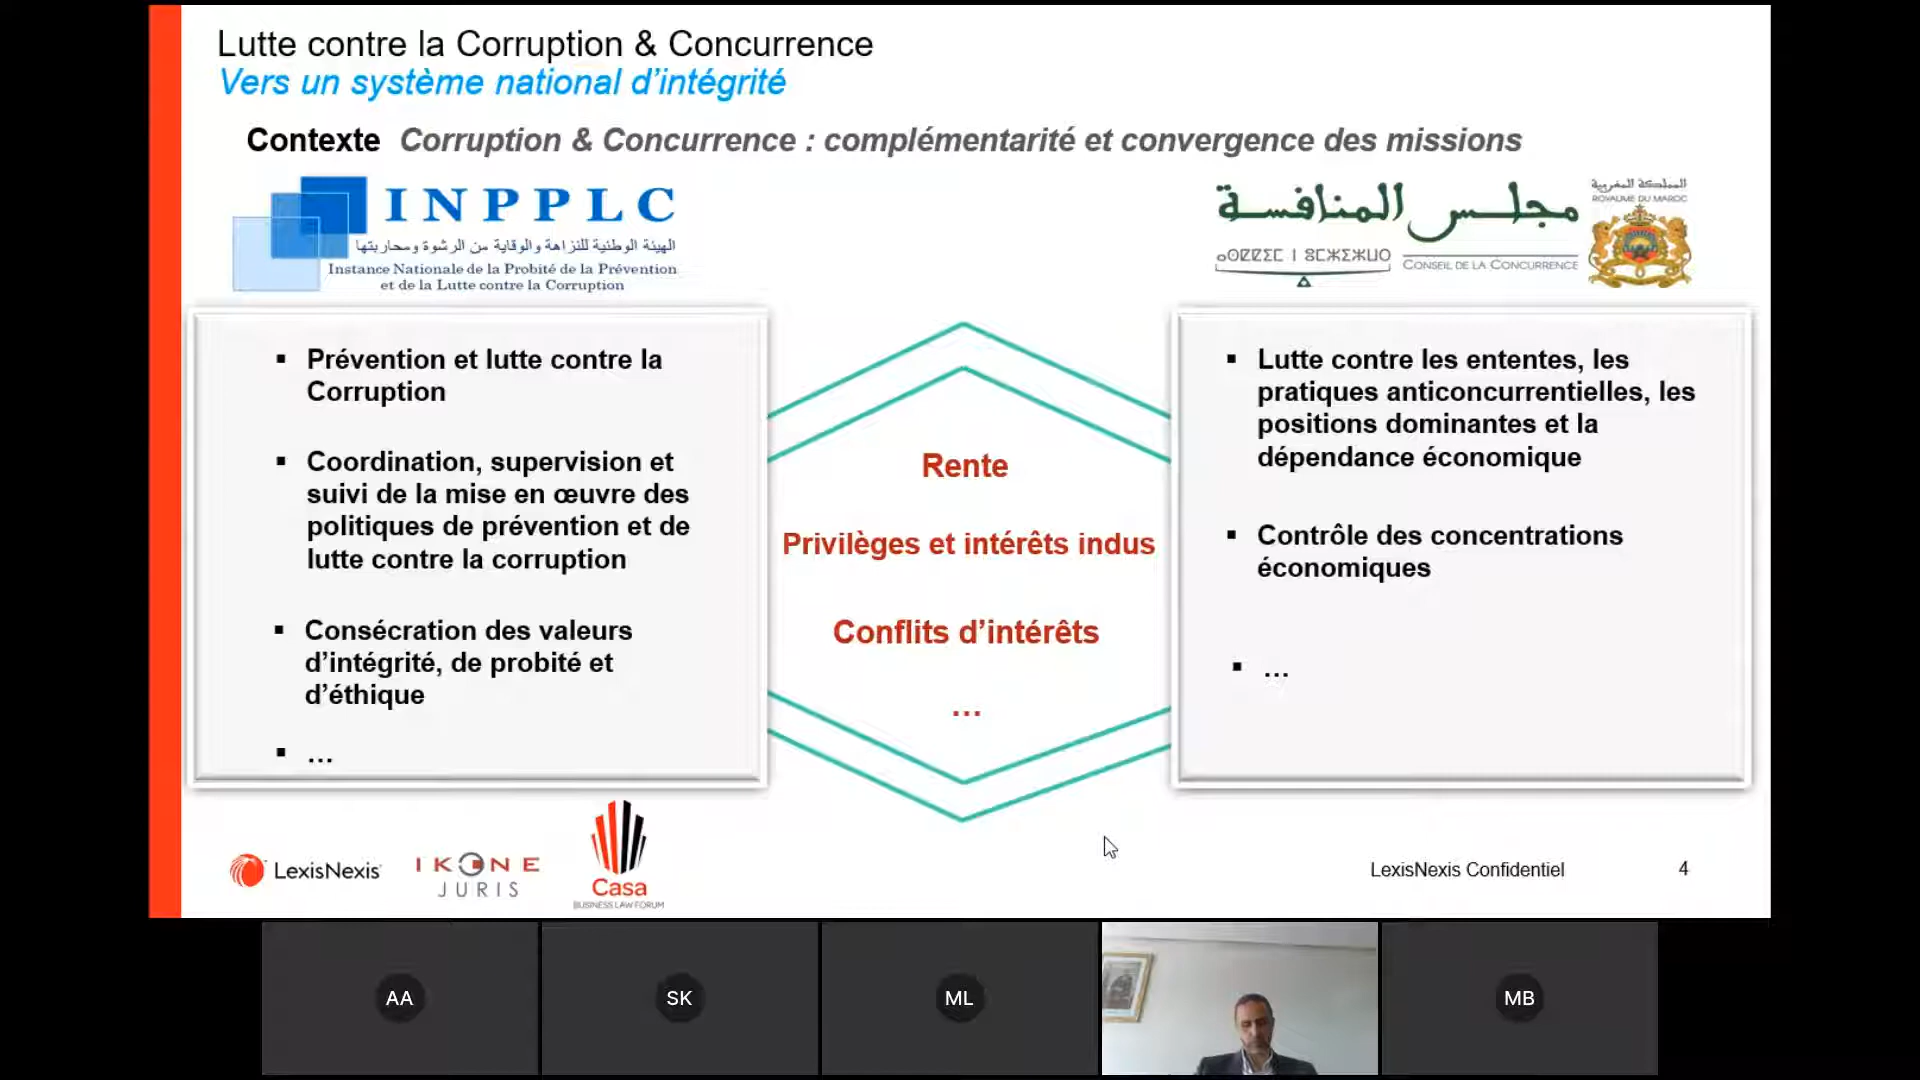 Lutte contre la Corruption & Concurrence
Vers un système national d'intégrité
Contexte Corruption & Concurrence : complémentarité et convergence des missions
INPPLC
الهيئة الوطنية للنزاهة والوقاية من الرشوة ومحاربتها
Instance Nationale de la Probité de la Prévention
et de la Lutte contre la Corruption
مجلس المنافسة
ⴰⵙⵇⵇⵉⵎ ⵏ ⵓⵎⵣⵉⵣⵡⵔ
CONSEIL DE LA CONCURRENCE
المملكة المغربية
ROYAUME DU MAROC
▪ Prévention et lutte contre la
Corruption
▪ Coordination, supervision et
suivi de la mise en œuvre des
politiques de prévention et de
lutte contre la corruption
▪ Consécration des valeurs
d'intégrité, de probité et
d'éthique
▪ ...
Rente
Privilèges et intérêts indus
Conflits d'intérêts
...
▪ Lutte contre les ententes, les
pratiques anticoncurrentielles, les
positions dominantes et la
dépendance économique
▪ Contrôle des concentrations
économiques
▪ ...
LexisNexis
IKONE
JURIS
Casa
BUSINESS LAW FORUM
LexisNexis Confidentiel
4
AA
SK
ML
MB